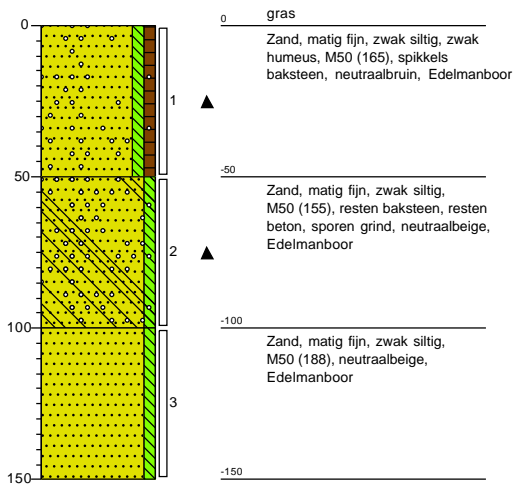 0
0
gras
Zand, matig fijn, zwak siltig, zwak
humeus, M50 (165), spikkels
baksteen, neutraalbruin, Edelmanboor
1
50
-50
Zand, matig fijn, zwak siltig,
M50 (155), resten baksteen, resten
beton, sporen grind, neutraalbeige,
Edelmanboor
2
100
-100
Zand, matig fijn, zwak siltig,
M50 (188), neutraalbeige,
Edelmanboor
3
150
-150